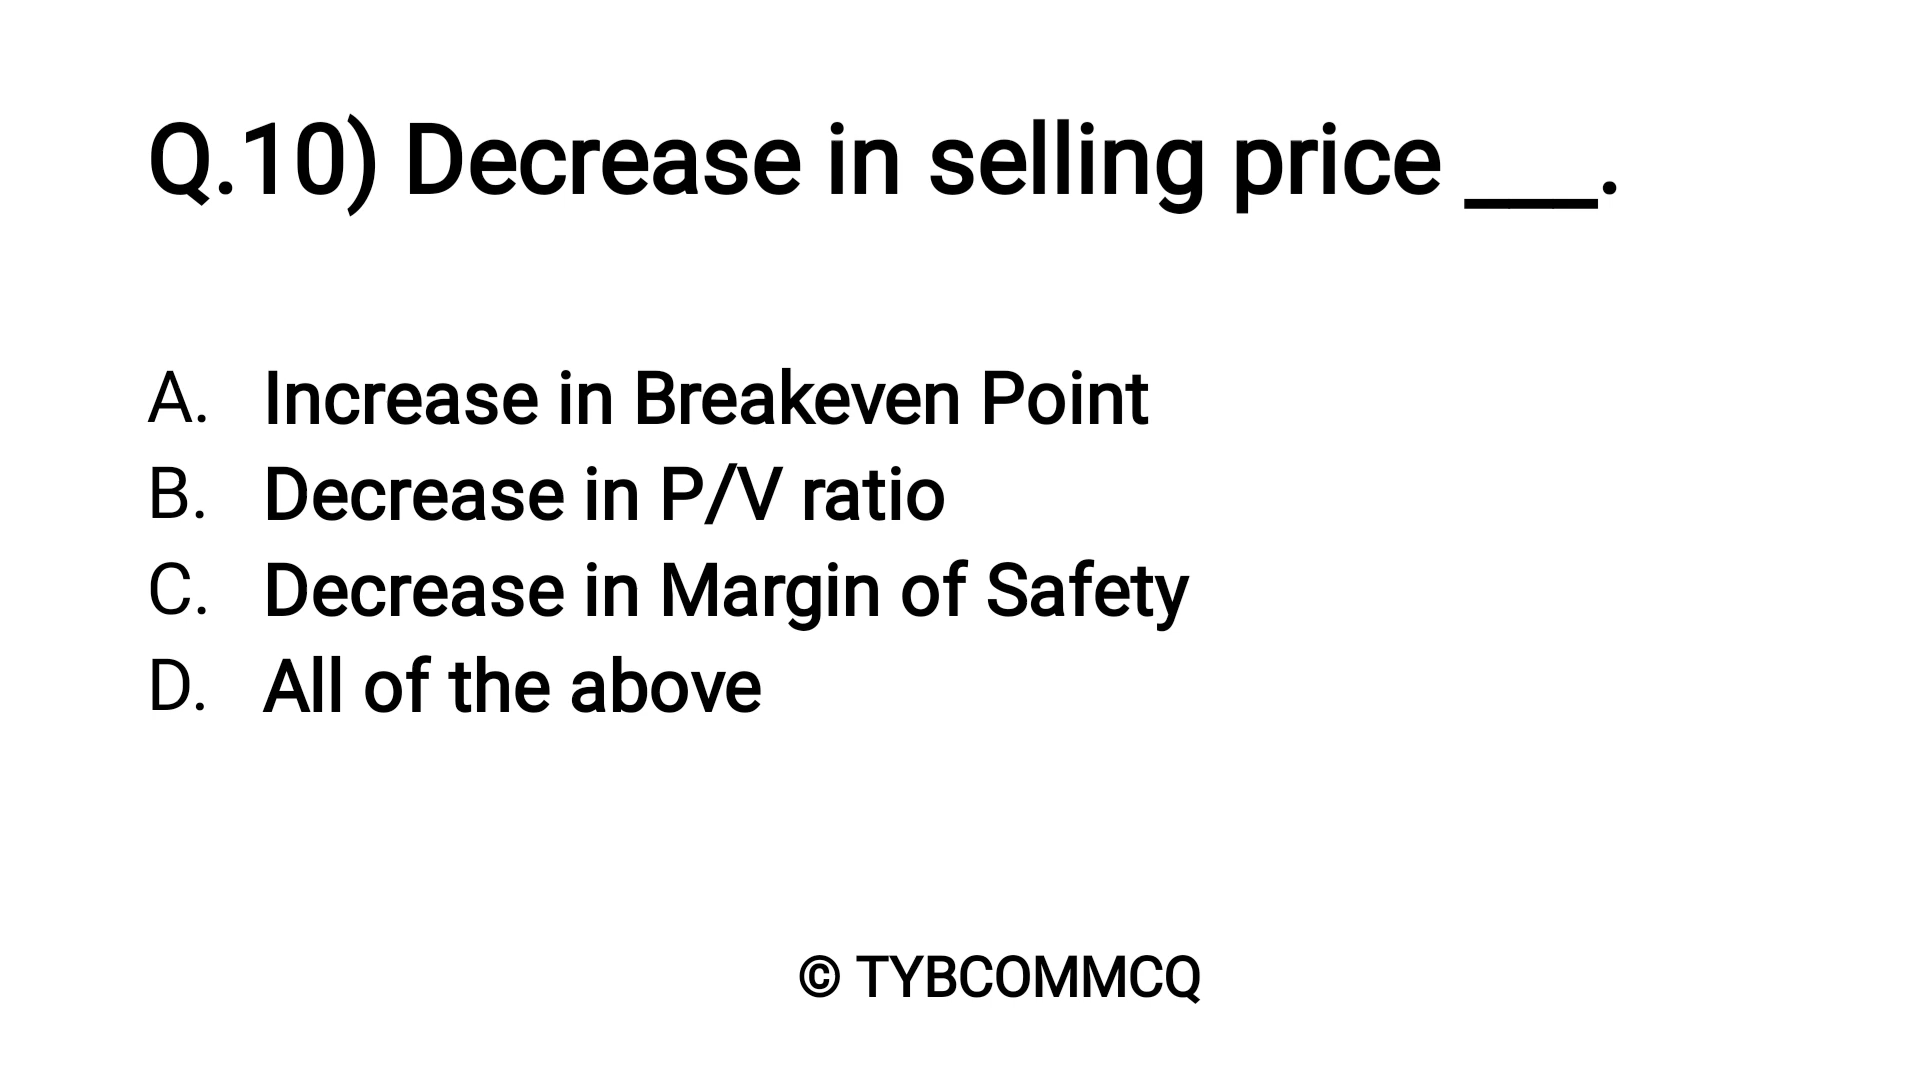 Q.10) Decrease in selling price ___.
A. Increase in Breakeven Point
B. Decrease in P/V ratio
C. Decrease in Margin of Safety
D. All of the above
© TYBCOMMCQ